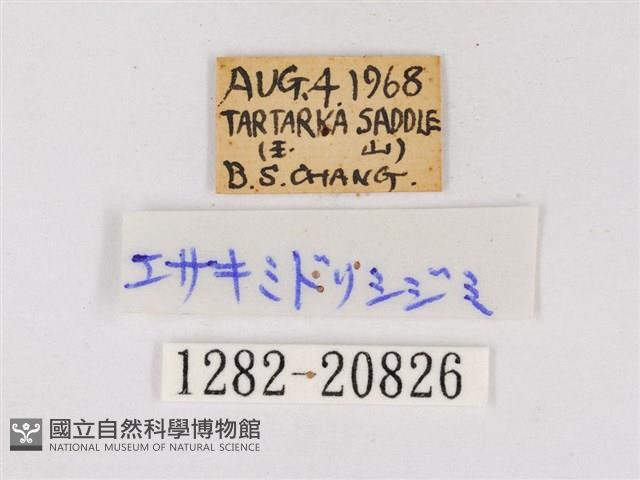 AUG.4.1968
TARTARKA SADDLE
(玉 山)
B.S.CHANG.
エサキミドリシジミ
1282-20826
國立自然科學博物館
NATIONAL MUSEUM OF NATURAL SCIENCE